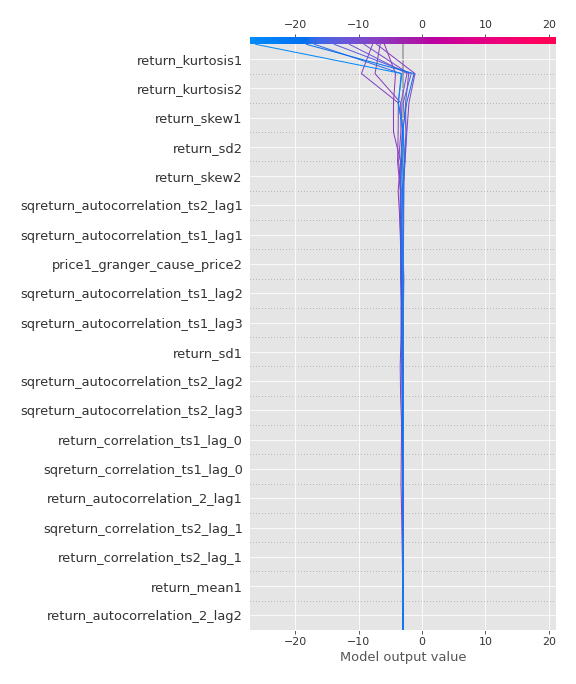 −20 −10 0 10 20
return_kurtosis1
return_kurtosis2
return_skew1
return_sd2
return_skew2
sqreturn_autocorrelation_ts2_lag1
sqreturn_autocorrelation_ts1_lag1
price1_granger_cause_price2
sqreturn_autocorrelation_ts1_lag2
sqreturn_autocorrelation_ts1_lag3
return_sd1
sqreturn_autocorrelation_ts2_lag2
sqreturn_autocorrelation_ts2_lag3
return_correlation_ts1_lag_0
sqreturn_correlation_ts1_lag_0
return_autocorrelation_2_lag1
sqreturn_correlation_ts2_lag_1
return_correlation_ts2_lag_1
return_mean1
return_autocorrelation_2_lag2
−20 −10 0 10 20
Model output value